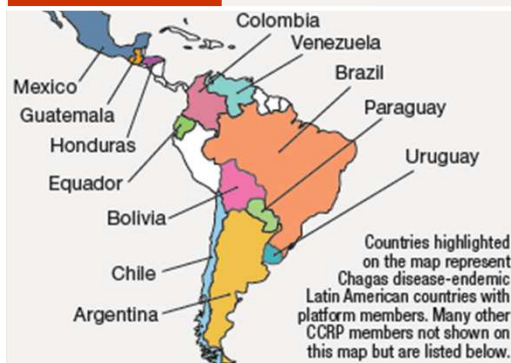 Colombia
Venezuela
Brazil
Mexico
Paraguay
Guatemala
Honduras
Uruguay
Equador
Bolivia
Chile
Argentina
Countries highlighted
on the map represent
Chagas disease-endemic
Latin American countries with
platform members. Many other
CCRP members not shown on
this map but are listed below.